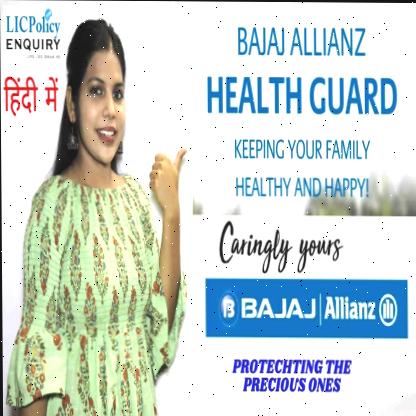 LICPolicy
ENQUIRY
हिंदी में
BAJAJ ALLIANZ
HEALTH GUARD
KEEPING YOUR FAMILY
HEALTHY AND HAPPY!
Caringly yours
B BAJAJ | Allianz
PROTECHTING THE
PRECIOUS ONES